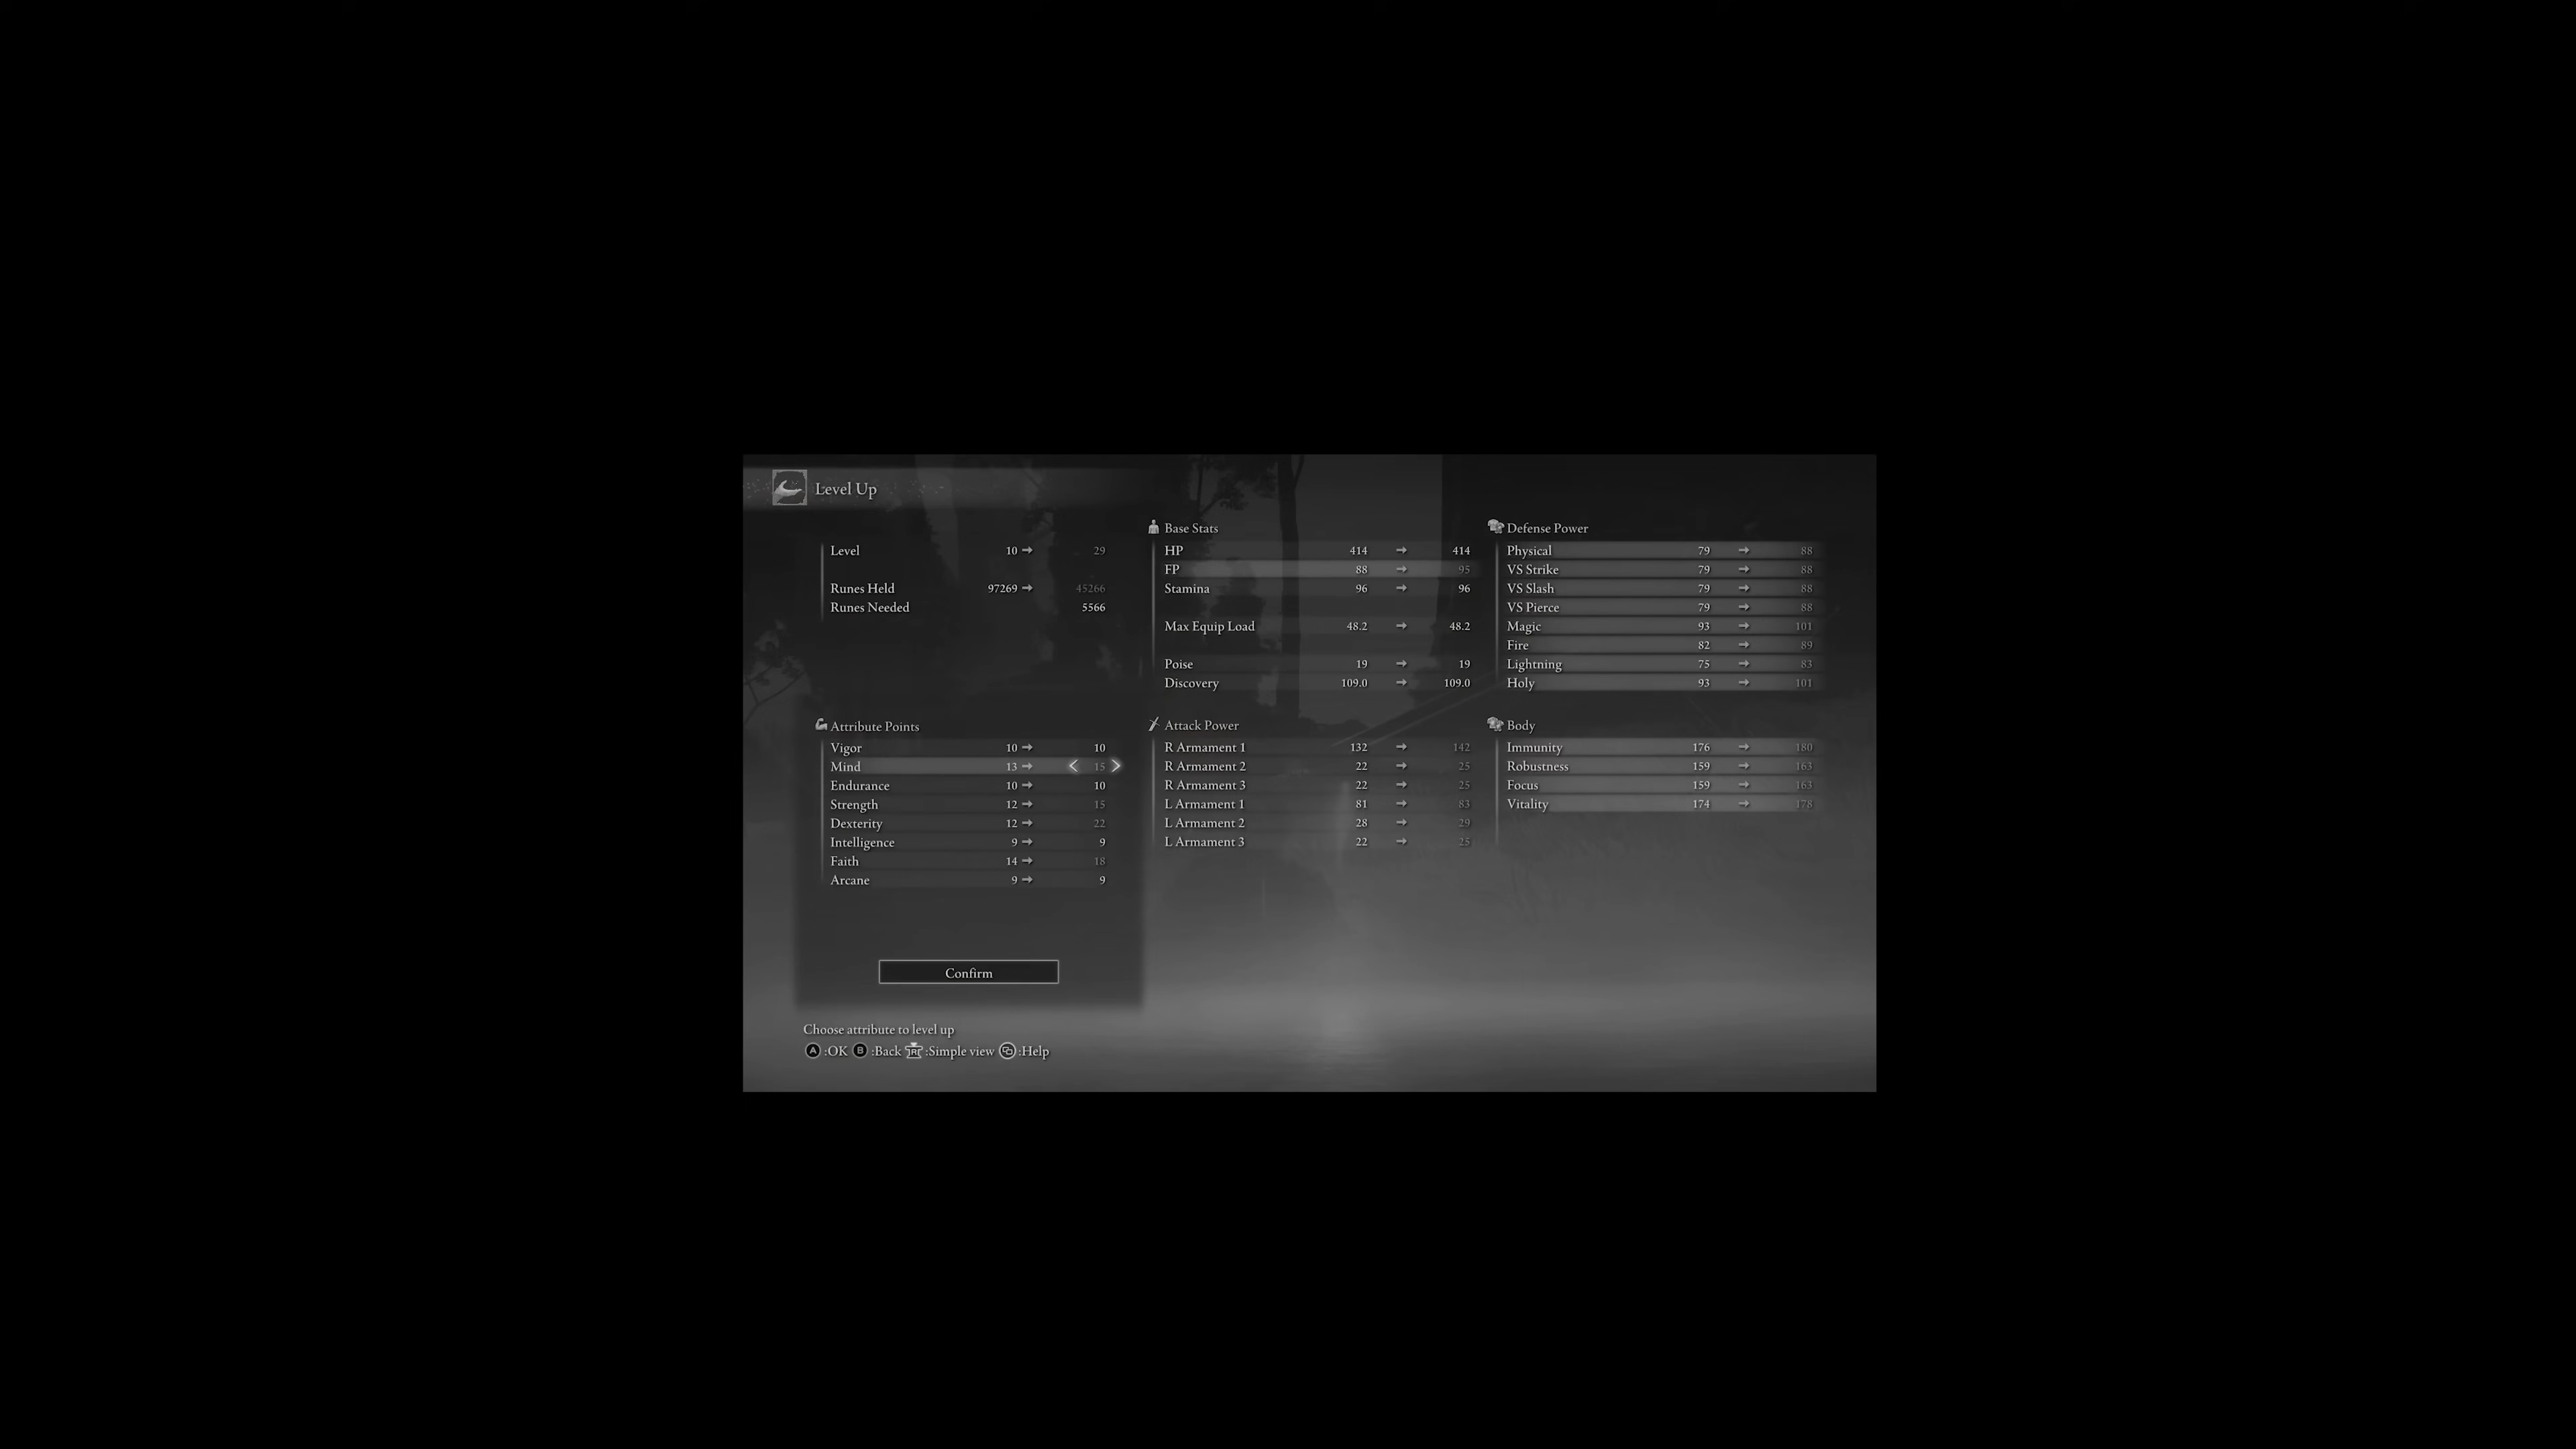 Level Up
Level 10 → 29
Runes Held 97269 → 45266
Runes Needed 5566
Attribute Points
Vigor 10 → 10
Mind 13 → < 15 >
Endurance 10 → 10
Strength 12 → 15
Dexterity 12 → 22
Intelligence 9 → 9
Faith 14 → 18
Arcane 9 → 9
Confirm
Base Stats
HP 414 → 414
FP 88 → 95
Stamina 96 → 96
Max Equip Load 48.2 → 48.2
Poise 19 → 19
Discovery 109.0 → 109.0
Attack Power
R Armament 1 132 → 142
R Armament 2 22 → 25
R Armament 3 22 → 25
L Armament 1 81 → 83
L Armament 2 28 → 29
L Armament 3 22 → 25
Defense Power
Physical 79 → 88
VS Strike 79 → 88
VS Slash 79 → 88
VS Pierce 79 → 88
Magic 93 → 101
Fire 82 → 89
Lightning 75 → 83
Holy 93 → 101
Body
Immunity 176 → 180
Robustness 159 → 163
Focus 159 → 163
Vitality 174 → 178
Choose attribute to level up
A :OK B :Back R :Simple view :Help